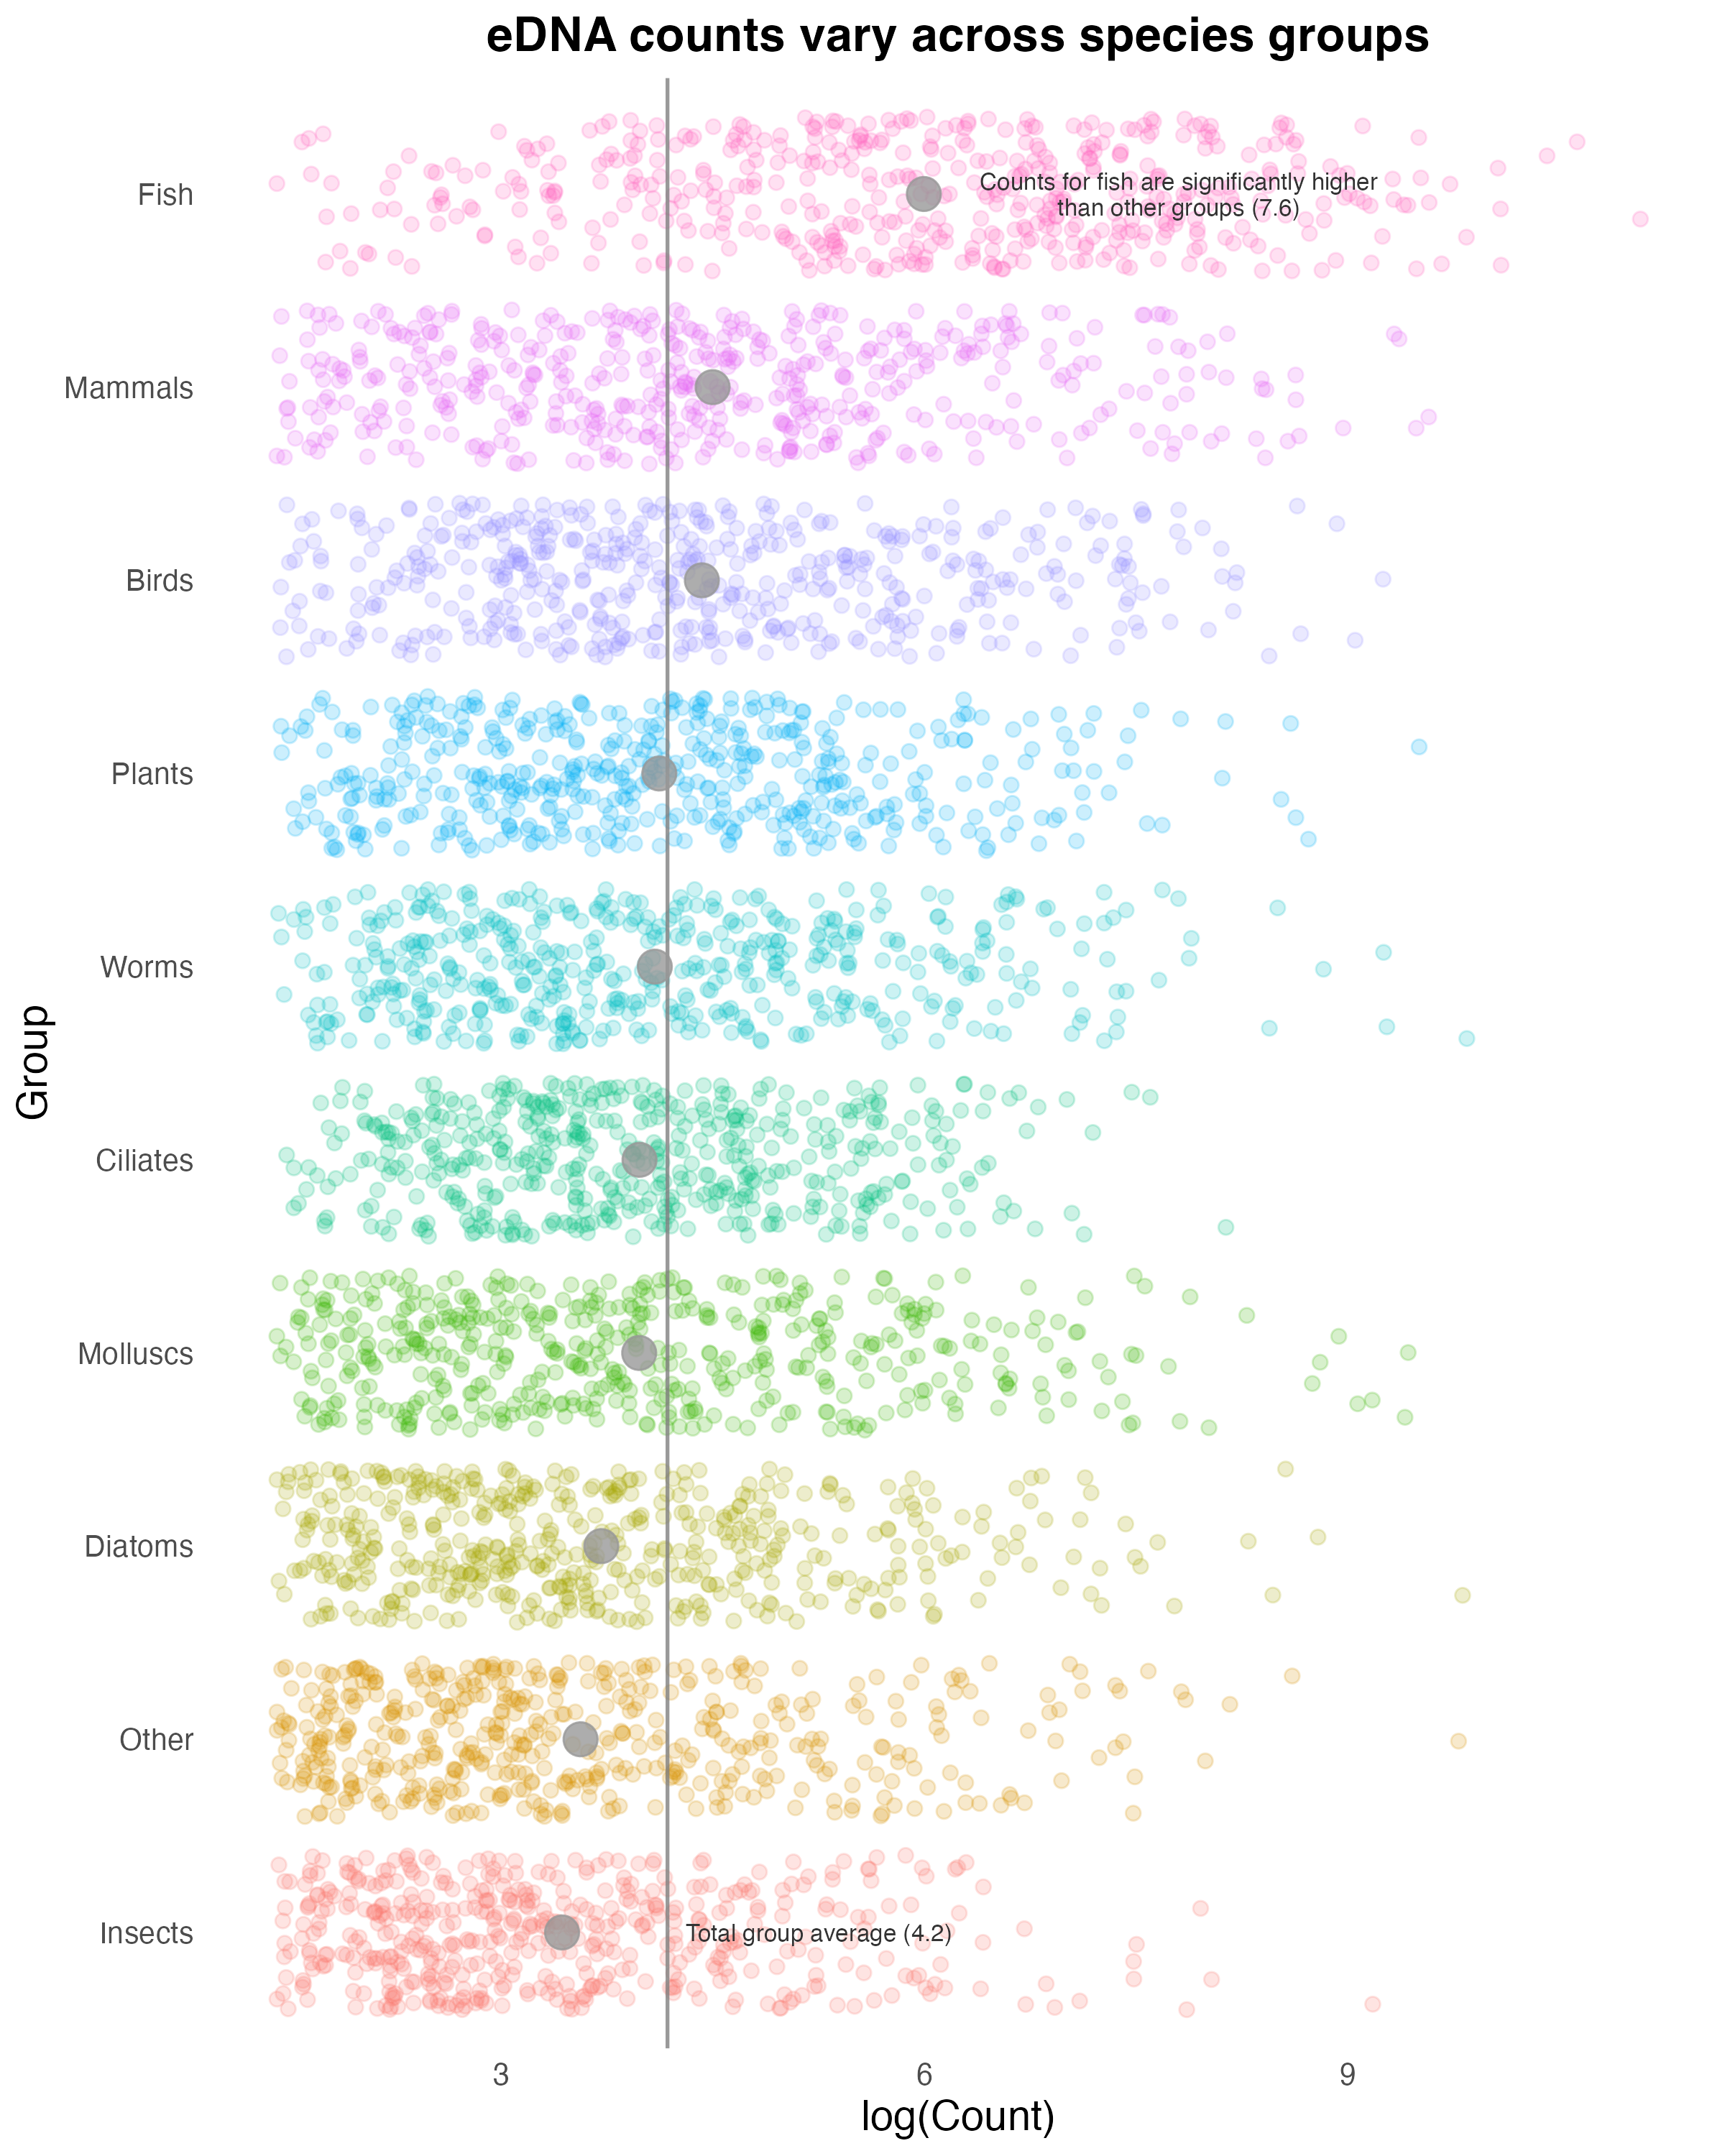 eDNA counts vary across species groups
Fish
Counts for fish are significantly higher
than other groups (7.6)
Mammals
Birds
Plants
Worms
Group
Ciliates
Molluscs
Diatoms
Other
Insects
Total group average (4.2)
3 6 9
log(Count)